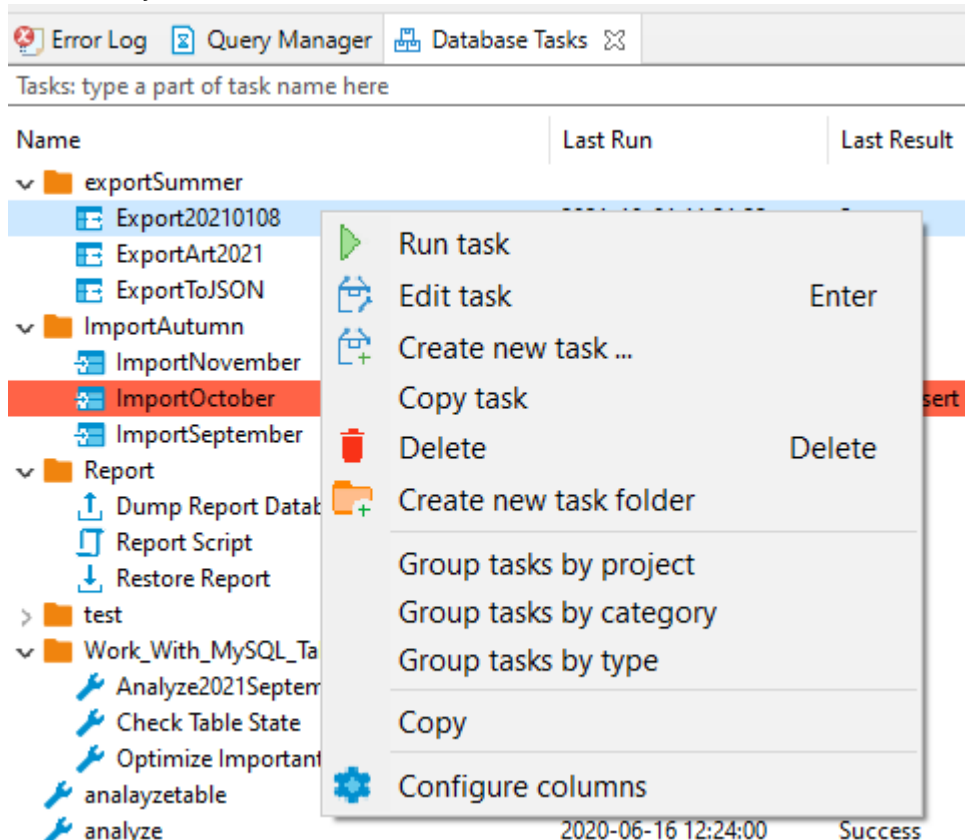 Error Log Query Manager Database Tasks
Tasks: type a part of task name here
Name Last Run Last Result
exportSummer
Export20210108
Run task
ExportArt2021
ExportToJSON
Edit task Enter
ImportAutumn
Create new task ...
ImportNovember
ImportOctober
Copy task
ImportSeptember
Delete Delete
Report
Create new task folder
Dump Report
Report Script
Group tasks by project
Restore Report
test
Group tasks by category
Work_With_MySQL_Ta
Group tasks by type
Analyze2021Septem
Check Table State
Copy
Optimize Important
analayzetable
Configure columns
analyze 2020-06-16 12:24:00 Success